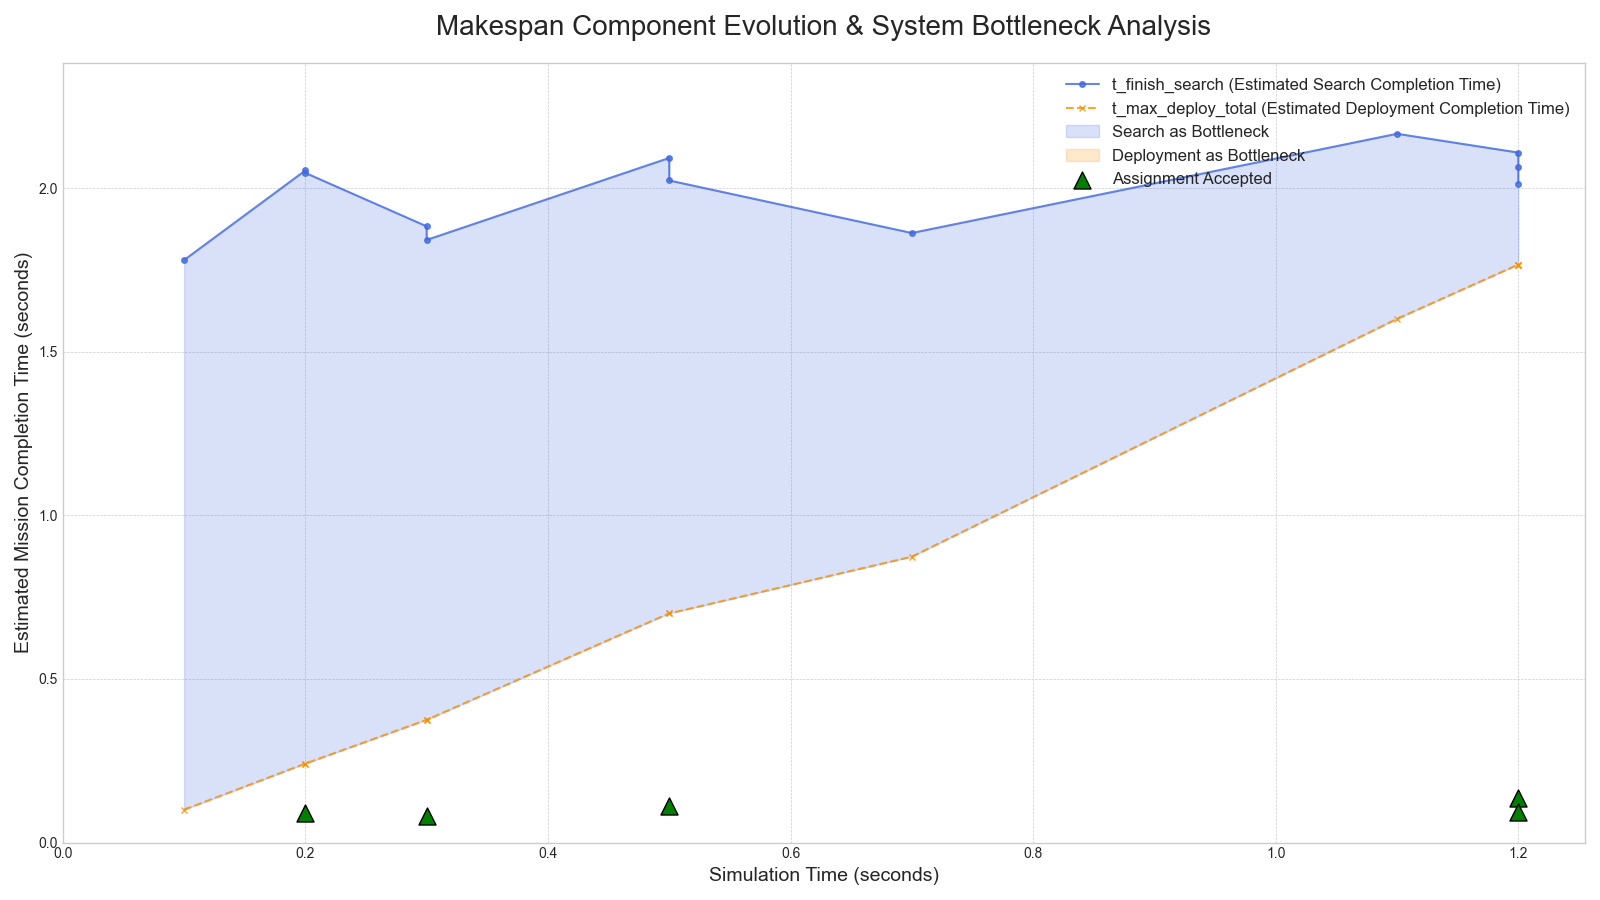 Makespan Component Evolution & System Bottleneck Analysis
t_finish_search (Estimated Search Completion Time)
t_max_deploy_total (Estimated Deployment Completion Time)
Search as Bottleneck
Deployment as Bottleneck
Assignment Accepted
Estimated Mission Completion Time (seconds)
2.0
1.5
1.0
0.5
0.0
0.0 0.2 0.4 0.6 0.8 1.0 1.2
Simulation Time (seconds)